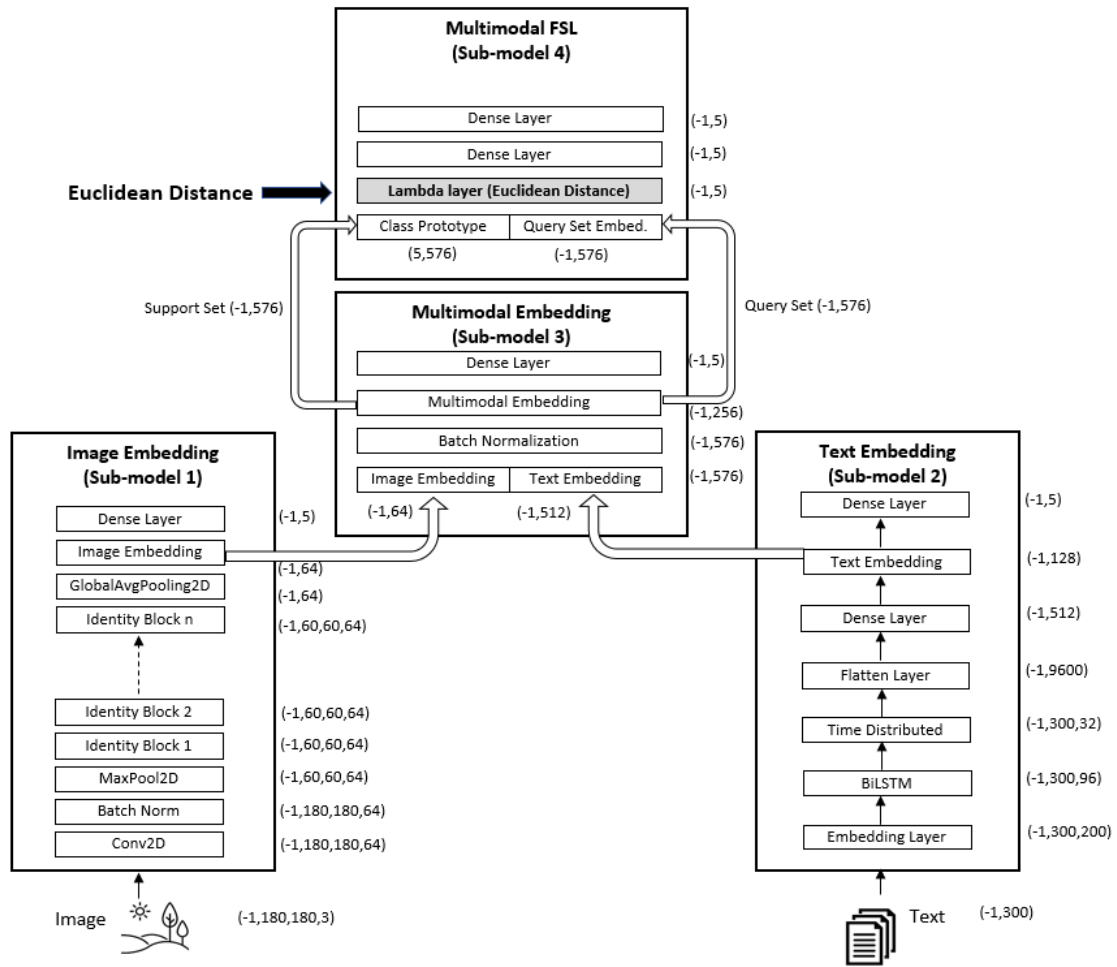 Multimodal FSL
(Sub-model 4)
Dense Layer
(-1,5)
Dense Layer
(-1,5)
Euclidean Distance
Lambda layer (Euclidean Distance)
(-1,5)
Class Prototype
Query Set Embed.
(5,576)
(-1,576)
Support Set (-1,576)
Query Set (-1,576)
Multimodal Embedding
(Sub-model 3)
Dense Layer
(-1,5)
Multimodal Embedding
(-1,256)
Batch Normalization
(-1,576)
Image Embedding
Text Embedding
(-1,576)
(-1,64)
(-1,512)
Image Embedding
(Sub-model 1)
Dense Layer
(-1,5)
Image Embedding
(-1,64)
GlobalAvgPooling2D
(-1,64)
Identity Block n
(-1,60,60,64)
Identity Block 2
(-1,60,60,64)
Identity Block 1
(-1,60,60,64)
MaxPool2D
(-1,60,60,64)
Batch Norm
(-1,180,180,64)
Conv2D
(-1,180,180,64)
Image
(-1,180,180,3)
Text Embedding
(Sub-model 2)
Dense Layer
(-1,5)
Text Embedding
(-1,128)
Dense Layer
(-1,512)
Flatten Layer
(-1,9600)
Time Distributed
(-1,300,32)
BiLSTM
(-1,300,96)
Embedding Layer
(-1,300,200)
Text
(-1,300)